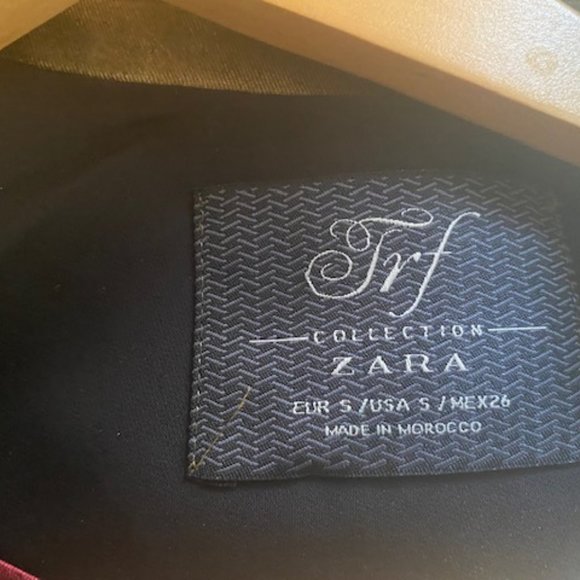 Trf
COLLECTION
ZARA
EUR S / USA S / MEX26
MADE IN MOROCCO